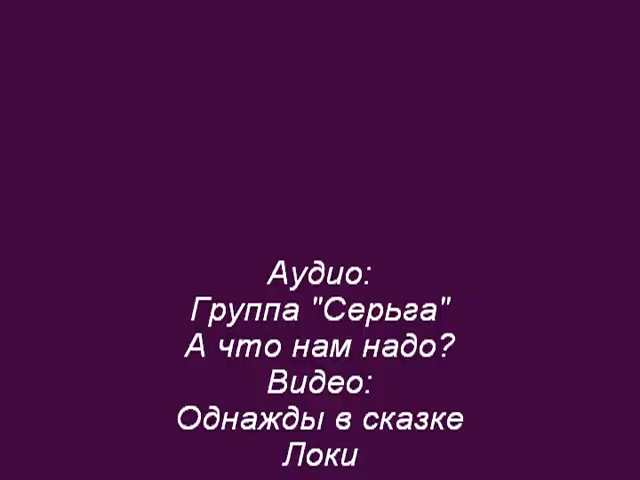 Аудио:
Группа "Серьга"
А что нам надо?
Видео:
Однажды в сказке
Локи